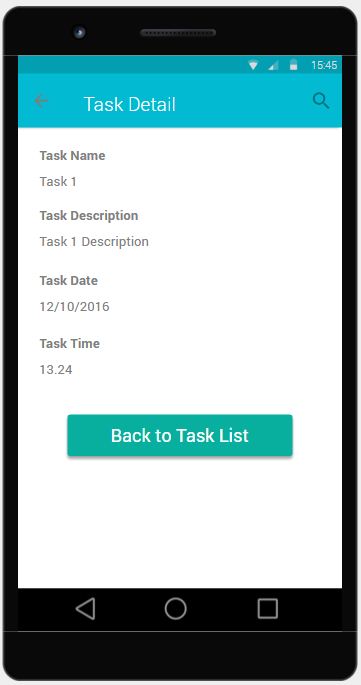 15:45
Task Detail
Task Name
Task 1
Task Description
Task 1 Description
Task Date
12/10/2016
Task Time
13.24
Back to Task List